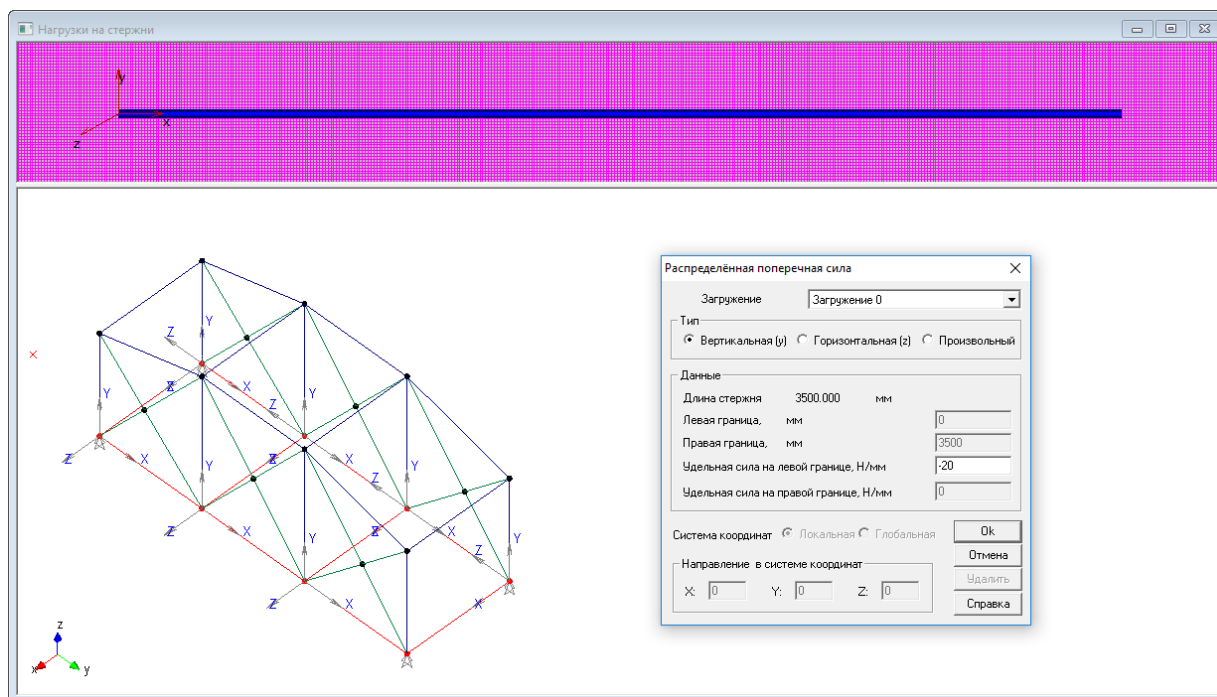 Нагрузки на стержни
y
x
z
Распределённая поперечная сила
Загружение Загружение 0
Тип
Вертикальная (y) Горизонтальная (z) Произвольный
Данные
Длина стержня 3500.000 мм
Левая граница, мм 0
Правая граница, мм 3500
Удельная сила на левой границе, Н/мм -20
Удельная сила на правой границе, Н/мм 0
Система координат Локальная Глобальная
Направление в системе координат
X: 0 Y: 0 Z: 0
Ok
Отмена
Удалить
Справка
Z Y
Y Z X
Z
Z X Y Z Y
Z X Y Z Y
Z X Z X
z
x y